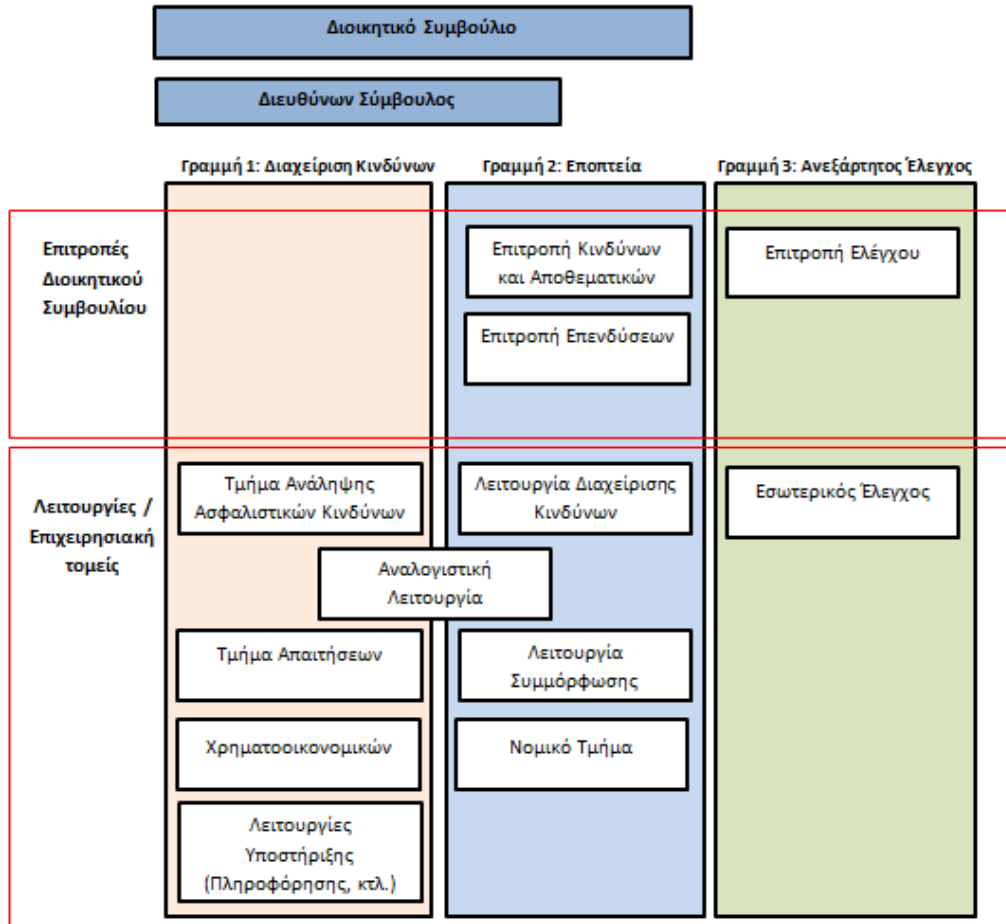 Διοικητικό Συμβούλιο
Διευθύνων Σύμβουλος
Γραμμή 1: Διαχείριση Κινδύνων
Γραμμή 2: Εποπτεία
Γραμμή 3: Ανεξάρτητος Έλεγχος
Επιτροπές
Διοικητικού
Συμβουλίου
Επιτροπή Κινδύνων
και Αποθεματικών
Επιτροπή Ελέγχου
Επιτροπή Επενδύσεων
Λειτουργίες /
Επιχειρησιακή
τομείς
Τμήμα Ανάληψης
Ασφαλιστικών Κινδύνων
Λειτουργία Διαχείρισης
Κινδύνων
Εσωτερικός Έλεγχος
Αναλογιστική
Λειτουργία
Τμήμα Απαιτήσεων
Λειτουργία
Συμμόρφωσης
Χρηματοοικονομικών
Νομικό Τμήμα
Λειτουργίες
Υποστήριξης
(Πληροφόρησης, κτλ.)